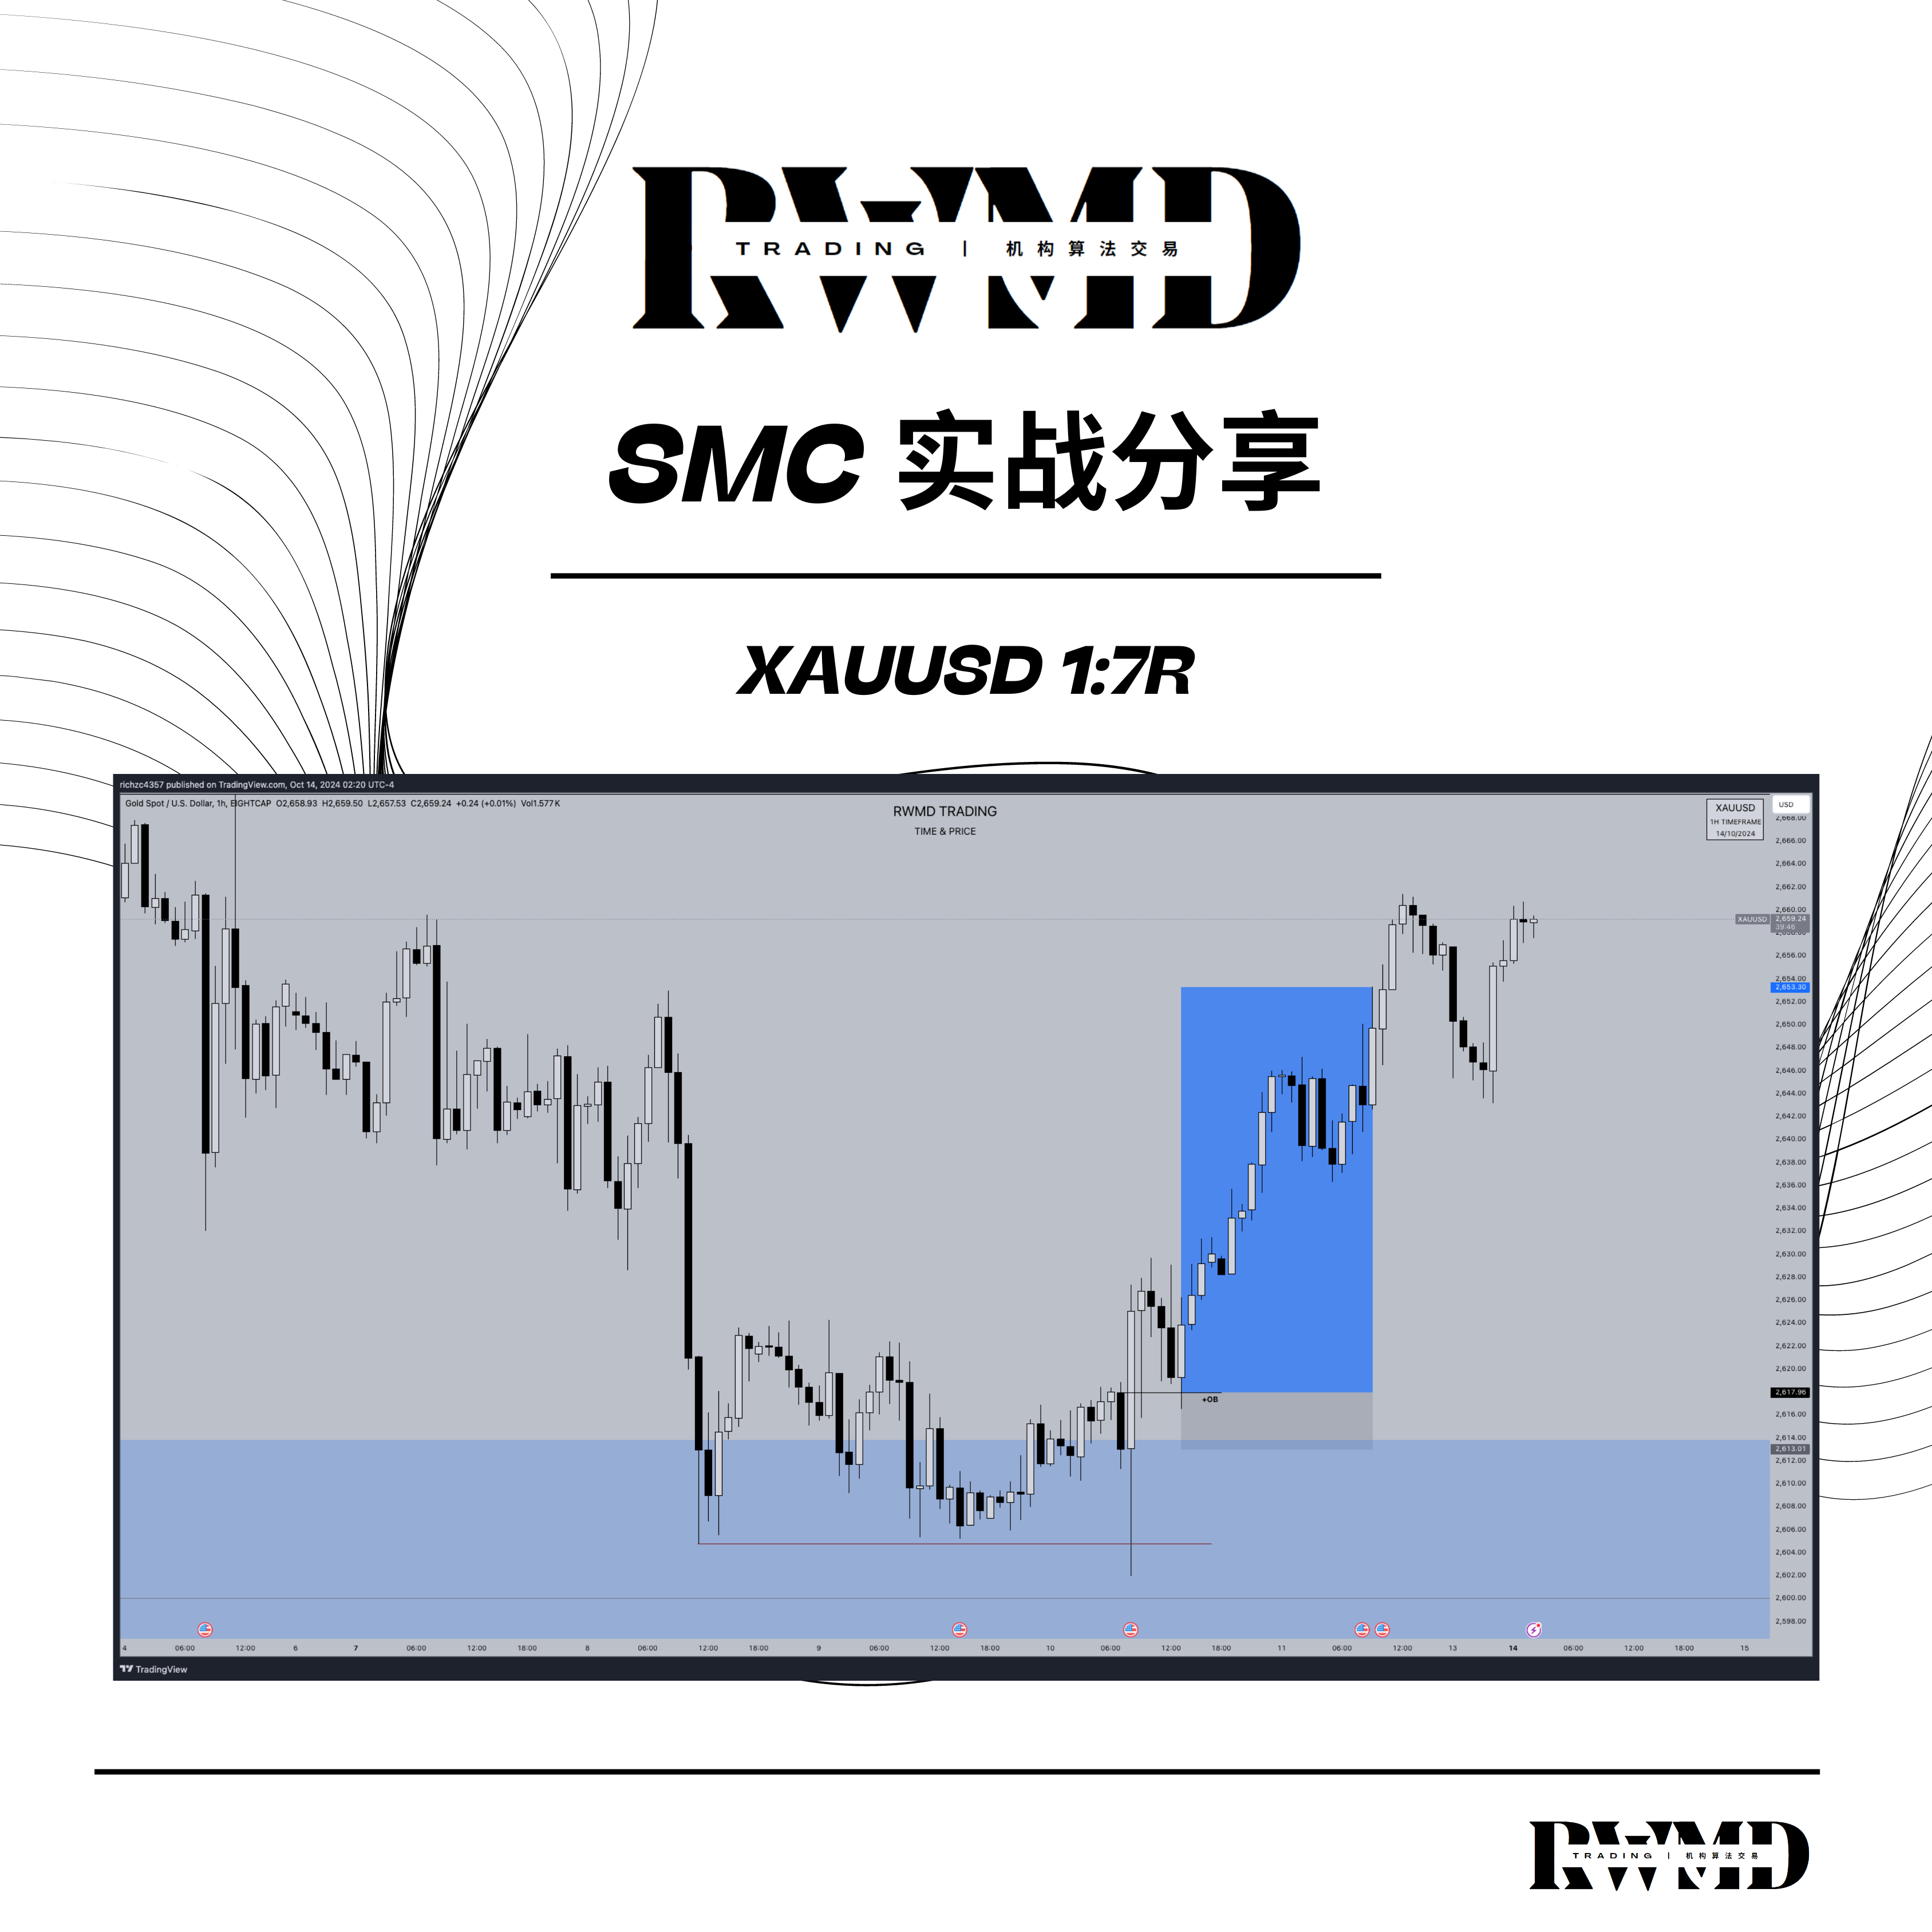 RWMD
TRADING | 机构算法交易
SMC 实战分享
XAUUSD 1:7R
richzc4357 published on TradingView.com, Oct 14, 2024 02:20 UTC-4
Gold Spot / U.S. Dollar, 1h, EIGHTCAP O2,658.93 H2,659.50 L2,657.53 C2,659.24 +0.24 (+0.01%) Vol1.577K
RWMD TRADING
TIME & PRICE
XAUUSD
1H TIMEFRAME
14/10/2024
USD
2,668.00
2,666.00
2,664.00
2,662.00
2,660.00
XAUUSD 2,659.24
39:46
2,656.00
2,654.00
2,653.30
2,652.00
2,650.00
2,648.00
2,646.00
2,644.00
2,642.00
2,640.00
2,638.00
2,636.00
2,634.00
2,632.00
2,630.00
2,628.00
2,626.00
2,624.00
2,622.00
2,620.00
2,617.96
+OB
2,616.00
2,614.00
2,613.01
2,612.00
2,610.00
2,608.00
2,606.00
2,604.00
2,602.00
2,600.00
2,598.00
4 06:00 12:00 6 7 06:00 12:00 18:00 8 06:00 12:00 18:00 9 06:00 12:00 18:00 10 06:00 12:00 18:00 11 06:00 12:00 13 14 06:00 12:00 18:00 15
TradingView
RWMD
TRADING | 机构算法交易